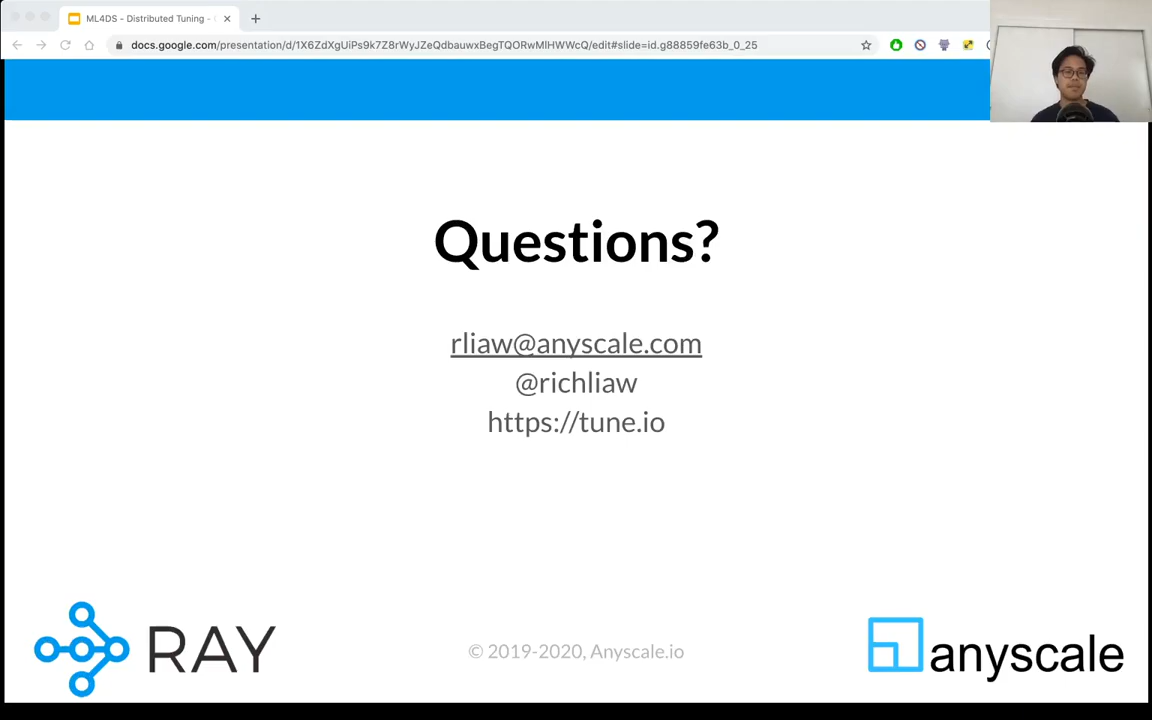 ML4DS - Distributed Tuning -
docs.google.com/presentation/d/1X6ZdXgUiPs9k7Z8rWyJZeQdbauwxBegTQORwMlHWWcQ/edit#slide=id.g88859fe63b_0_25
Questions?
rliaw@anyscale.com
@richliaw
https://tune.io
RAY
© 2019-2020, Anyscale.io
anyscale